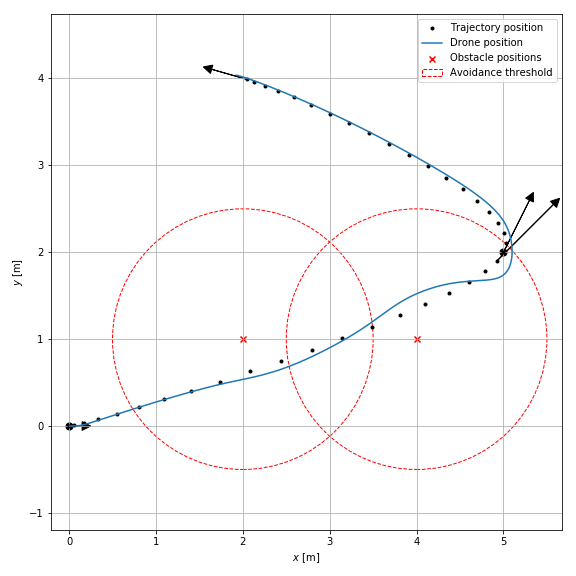 Trajectory position
Drone position
Obstacle positions
Avoidance threshold
4
3
2
1
0
−1
y [m]
0 1 2 3 4 5
x [m]